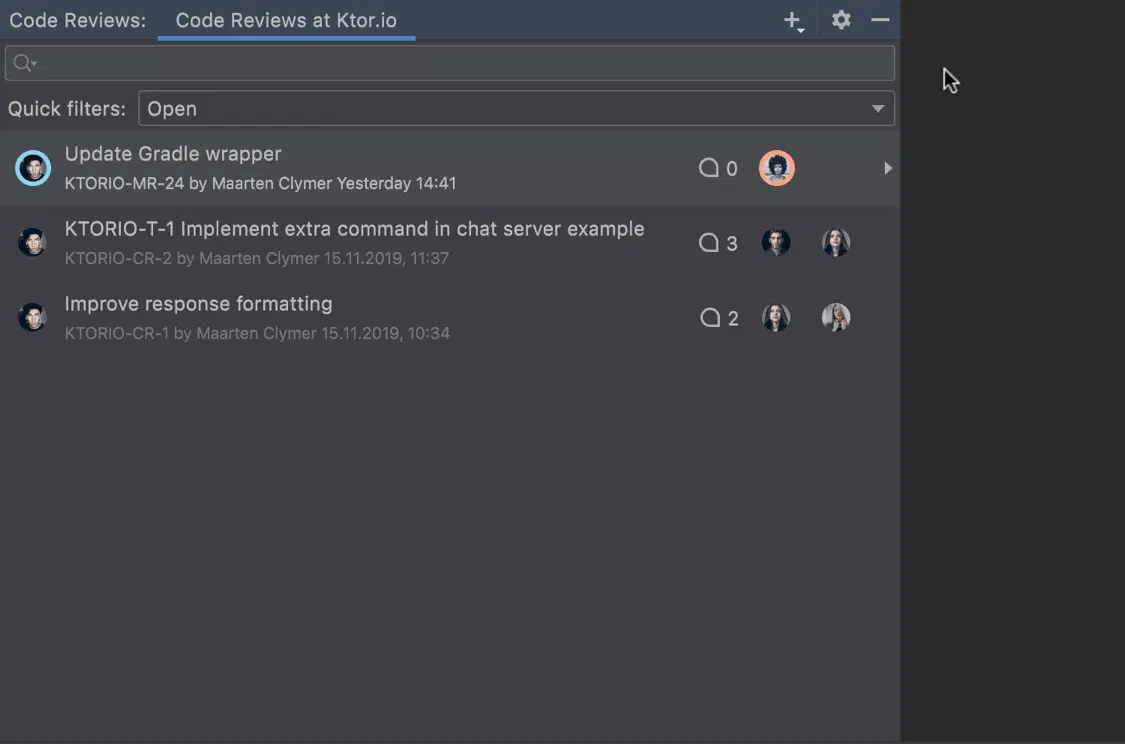 Code Reviews: Code Reviews at Ktor.io
Quick filters: Open
Update Gradle wrapper
KTORIO-MR-24 by Maarten Clymer Yesterday 14:41
0
KTORIO-T-1 Implement extra command in chat server example
KTORIO-CR-2 by Maarten Clymer 15.11.2019, 11:37
3
Improve response formatting
KTORIO-CR-1 by Maarten Clymer 15.11.2019, 10:34
2